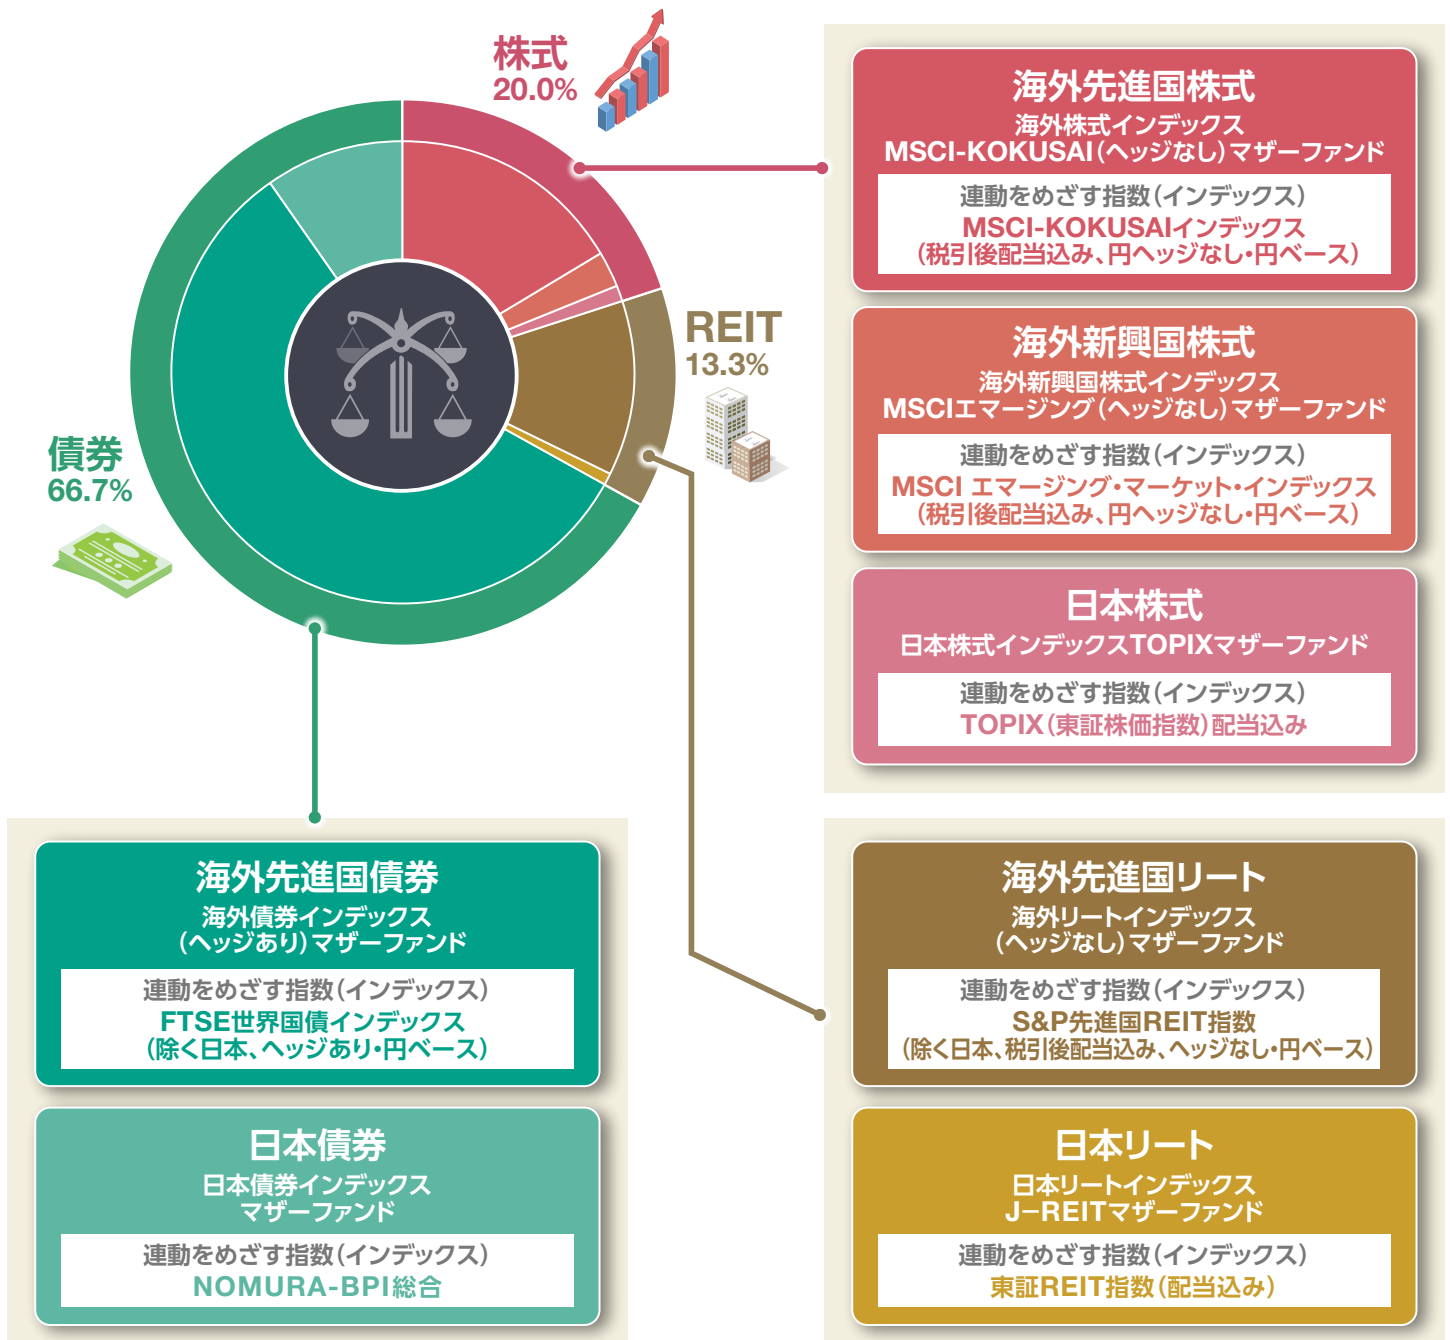 株式
20.0%
REIT
13.3%
債券
66.7%
海外先進国株式
海外株式インデックス
MSCI-KOKUSAI（ヘッジなし）マザーファンド
連動をめざす指数（インデックス）
MSCI-KOKUSAIインデックス
（税引後配当込み、円ヘッジなし・円ベース）
海外新興国株式
海外新興国株式インデックス
MSCIエマージング（ヘッジなし）マザーファンド
連動をめざす指数（インデックス）
MSCI エマージング・マーケット・インデックス
（税引後配当込み、円ヘッジなし・円ベース）
日本株式
日本株式インデックスTOPIXマザーファンド
連動をめざす指数（インデックス）
TOPIX（東証株価指数）配当込み
海外先進国債券
海外債券インデックス
（ヘッジあり）マザーファンド
連動をめざす指数（インデックス）
FTSE世界国債インデックス
（除く日本、ヘッジあり・円ベース）
日本債券
日本債券インデックス
マザーファンド
連動をめざす指数（インデックス）
NOMURA-BPI総合
海外先進国リート
海外リートインデックス
（ヘッジなし）マザーファンド
連動をめざす指数（インデックス）
S&P先進国REIT指数
（除く日本、税引後配当込み、ヘッジなし・円ベース）
日本リート
日本リートインデックス
J−REITマザーファンド
連動をめざす指数（インデックス）
東証REIT指数（配当込み）